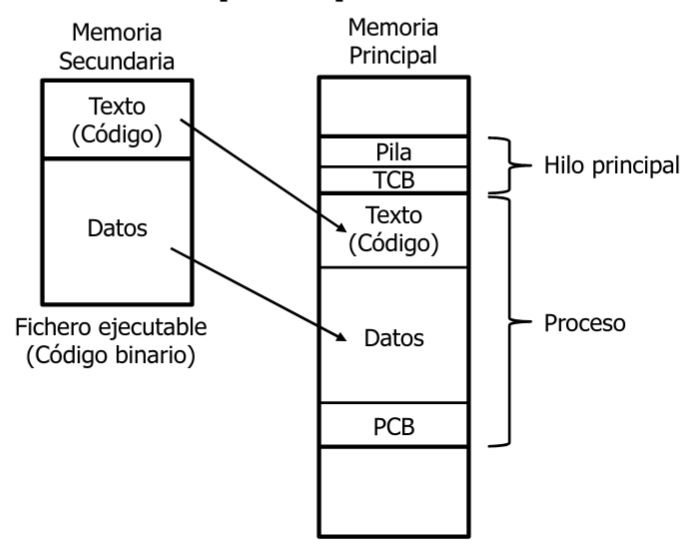 Memoria
Secundaria
Texto
(Código)
Datos
Fichero ejecutable
(Código binario)
Memoria
Principal
Pila
TCB
Texto
(Código)
Datos
PCB
Hilo principal
Proceso